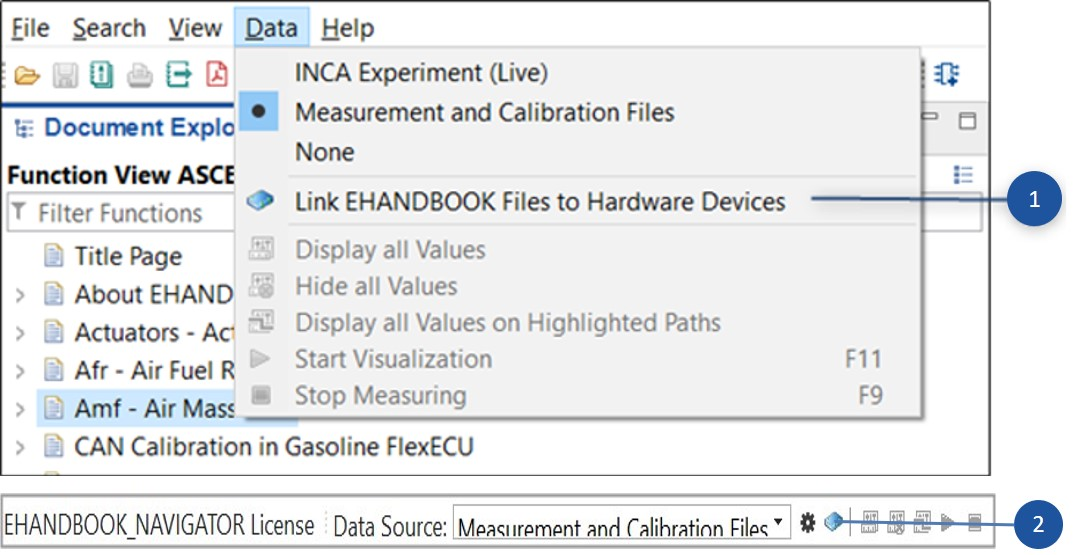 File Search View Data Help
INCA Experiment (Live)
Measurement and Calibration Files
None
Link EHANDBOOK Files to Hardware Devices
Display all Values
Hide all Values
Display all Values on Highlighted Paths
Start Visualization F11
Stop Measuring F9
Document Explo
Function View ASCE
Filter Functions
Title Page
About EHAND
Actuators - Act
Afr - Air Fuel R
Amf - Air Mass
CAN Calibration in Gasoline FlexECU
1
EHANDBOOK_NAVIGATOR License Data Source: Measurement and Calibration Files
2